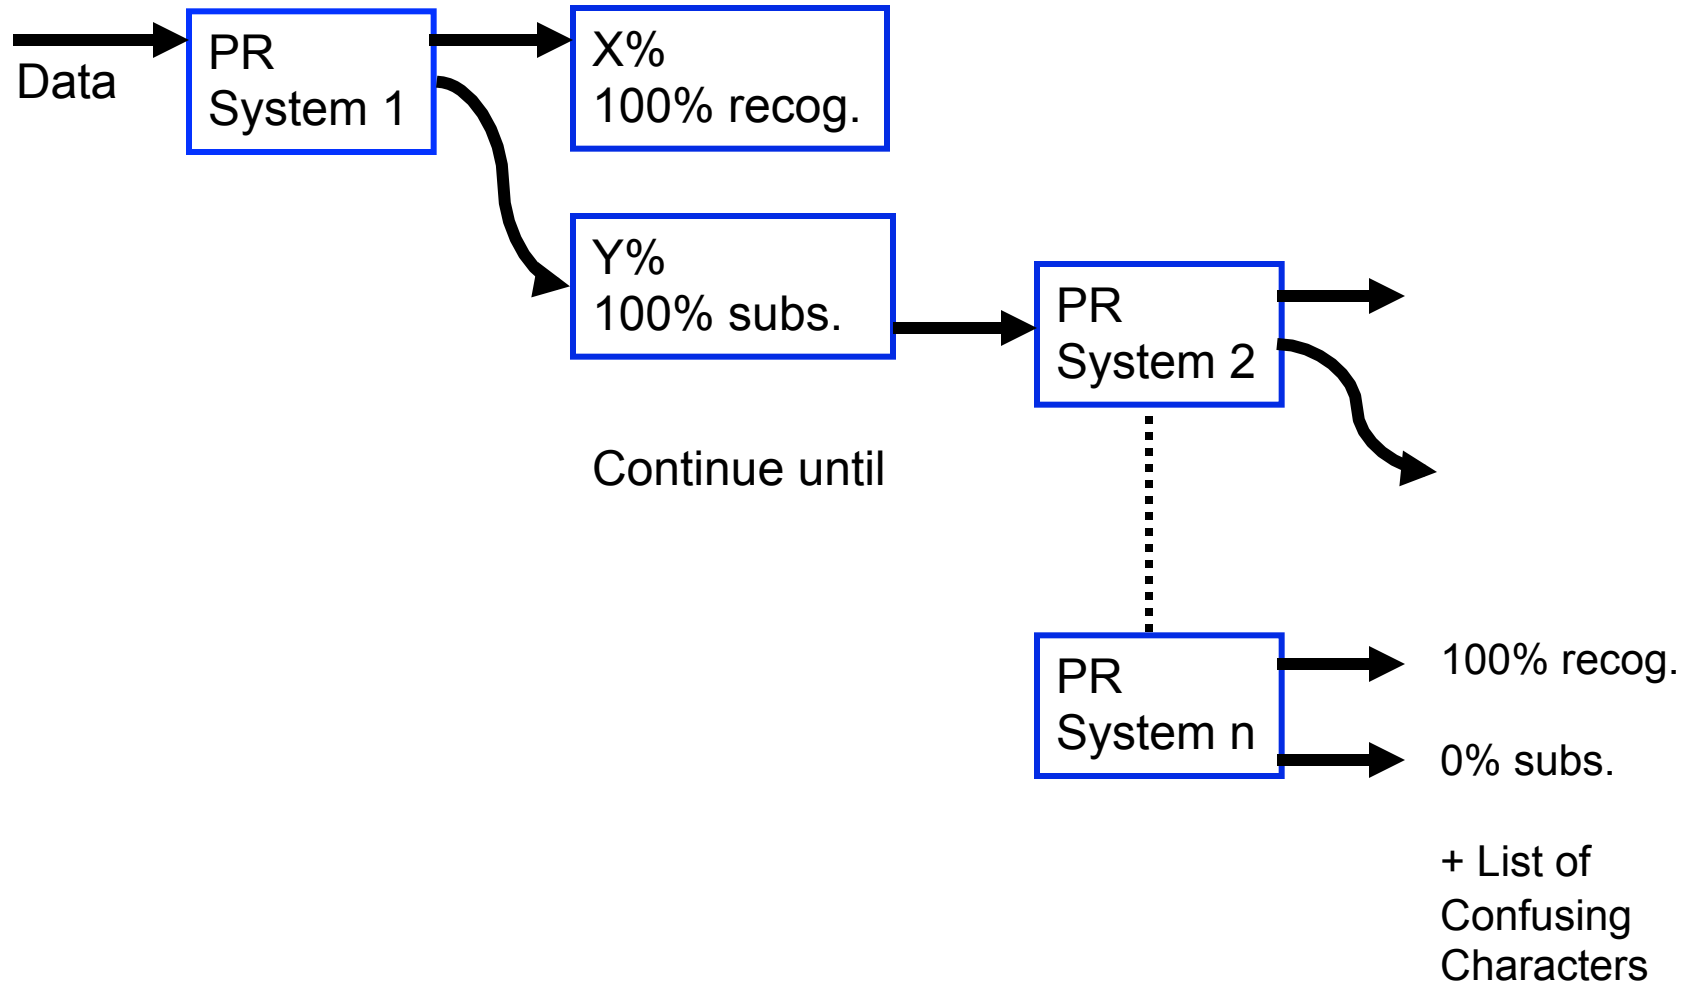 Data
PR
System 1
X%
100% recog.
Y%
100% subs.
PR
System 2
Continue until
PR
System n
100% recog.
0% subs.
+ List of
Confusing
Characters